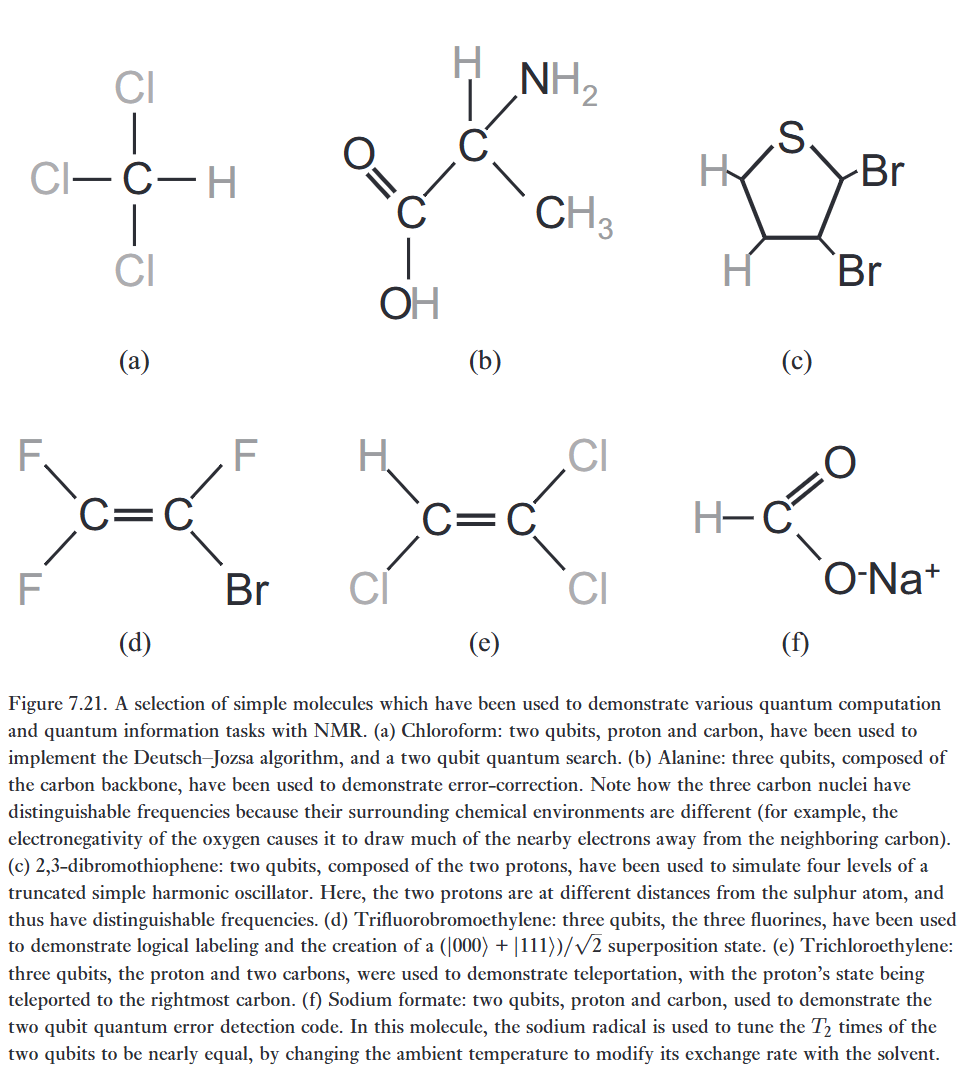 Cl
Cl C H
Cl
(a)
H NH2
O C
C CH3
OH
(b)
S
H Br
H Br
(c)
F F
C C
F Br
(d)
H Cl
C C
Cl Cl
(e)
O
H C
O-Na+
(f)
Figure 7.21. A selection of simple molecules which have been used to demonstrate various quantum computation
and quantum information tasks with NMR. (a) Chloroform: two qubits, proton and carbon, have been used to
implement the Deutsch–Jozsa algorithm, and a two qubit quantum search. (b) Alanine: three qubits, composed of
the carbon backbone, have been used to demonstrate error-correction. Note how the three carbon nuclei have
distinguishable frequencies because their surrounding chemical environments are different (for example, the
electronegativity of the oxygen causes it to draw much of the nearby electrons away from the neighboring carbon).
(c) 2,3-dibromothiophene: two qubits, composed of the two protons, have been used to simulate four levels of a
truncated simple harmonic oscillator. Here, the two protons are at different distances from the sulphur atom, and
thus have distinguishable frequencies. (d) Trifluorobromoethylene: three qubits, the three fluorines, have been used
to demonstrate logical labeling and the creation of a (|000⟩ + |111⟩)/√2 superposition state. (e) Trichloroethylene:
three qubits, the proton and two carbons, were used to demonstrate teleportation, with the proton's state being
teleported to the rightmost carbon. (f) Sodium formate: two qubits, proton and carbon, used to demonstrate the
two qubit quantum error detection code. In this molecule, the sodium radical is used to tune the T2 times of the
two qubits to be nearly equal, by changing the ambient temperature to modify its exchange rate with the solvent.